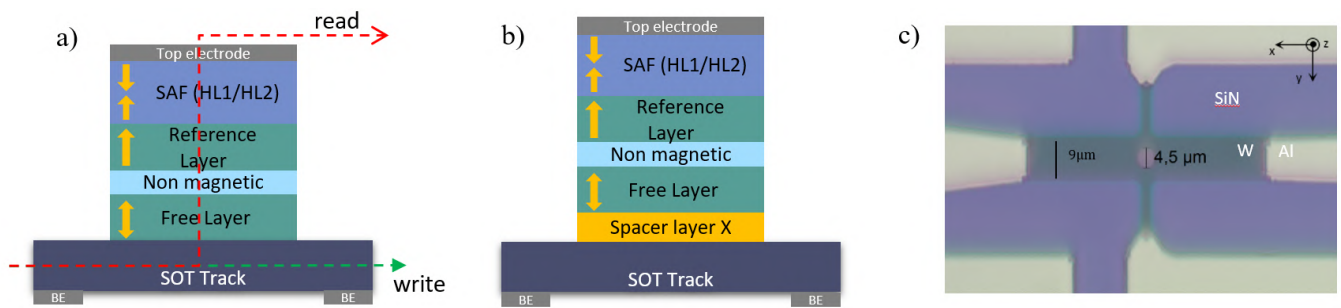 a)
read
Top electrode
SAF (HL1/HL2)
Reference
Layer
Non magnetic
Free Layer
SOT Track
write
BE
BE
b)
Top electrode
SAF (HL1/HL2)
Reference
Layer
Non magnetic
Free Layer
Spacer layer X
SOT Track
BE
BE
c)
x
z
y
SiN
9µm
4,5 µm
W
Al